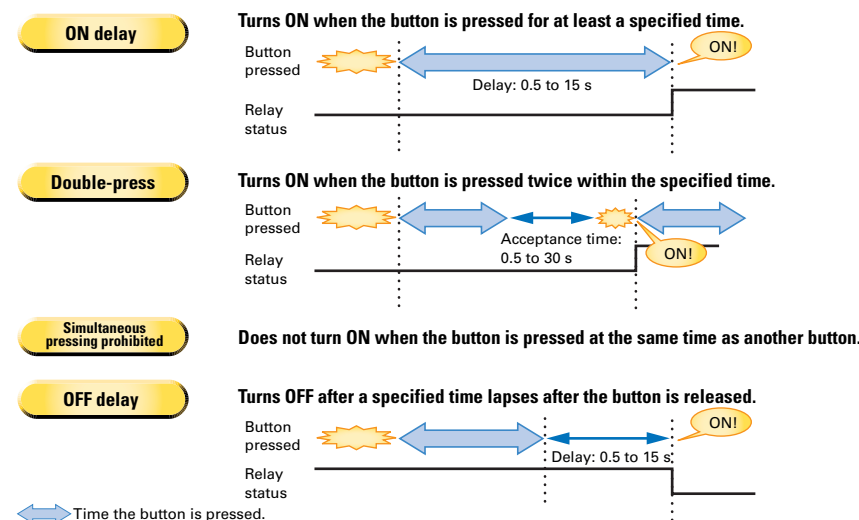 ON delay
Turns ON when the button is pressed for at least a specified time.
Button
pressed
ON!
Delay: 0.5 to 15 s
Relay
status
Double-press
Turns ON when the button is pressed twice within the specified time.
Button
pressed
Acceptance time:
0.5 to 30 s
ON!
Relay
status
Simultaneous
pressing prohibited
Does not turn ON when the button is pressed at the same time as another button.
OFF delay
Turns OFF after a specified time lapses after the button is released.
Button
pressed
ON!
Delay: 0.5 to 15 s
Relay
status
Time the button is pressed.